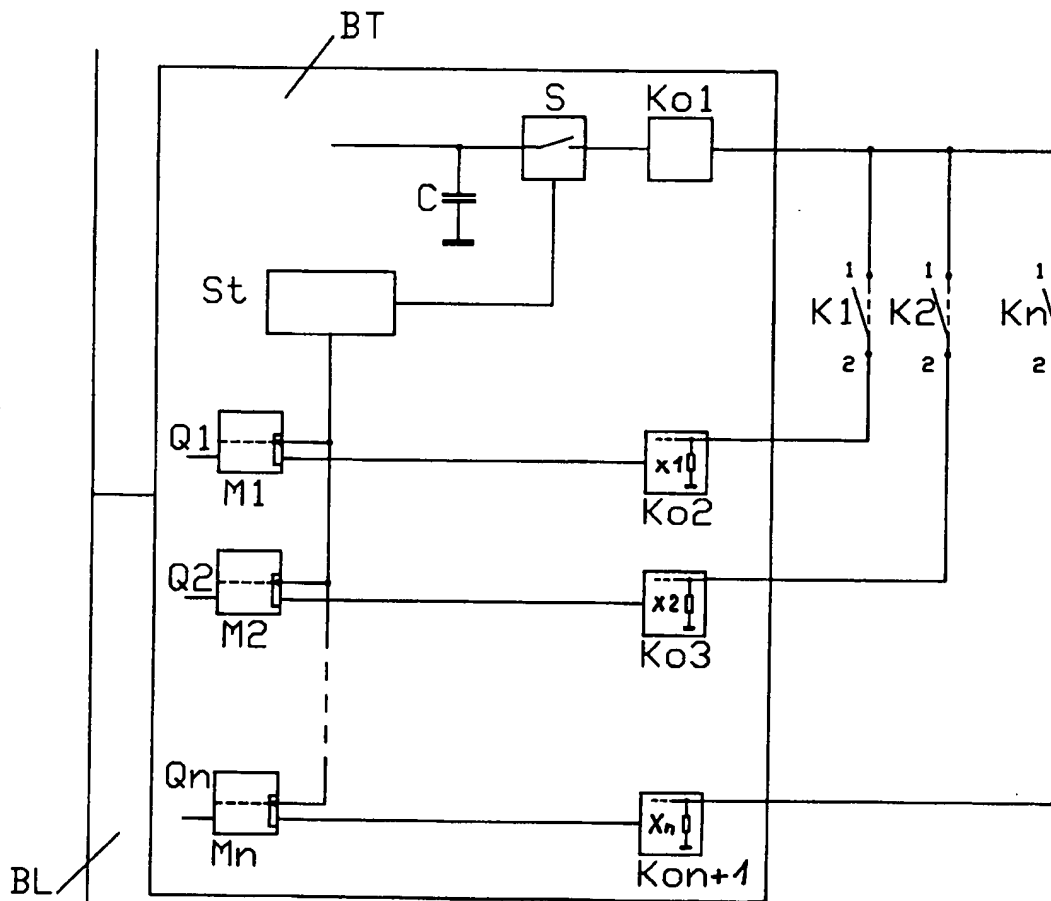 BT
S Ko1
C
St
1 1 1
K1 K2 Kn
2 2 2
Q1
M1
x1
Ko2
Q2
M2
x2
Ko3
Qn
Mn
Xn
Kon+1
BL